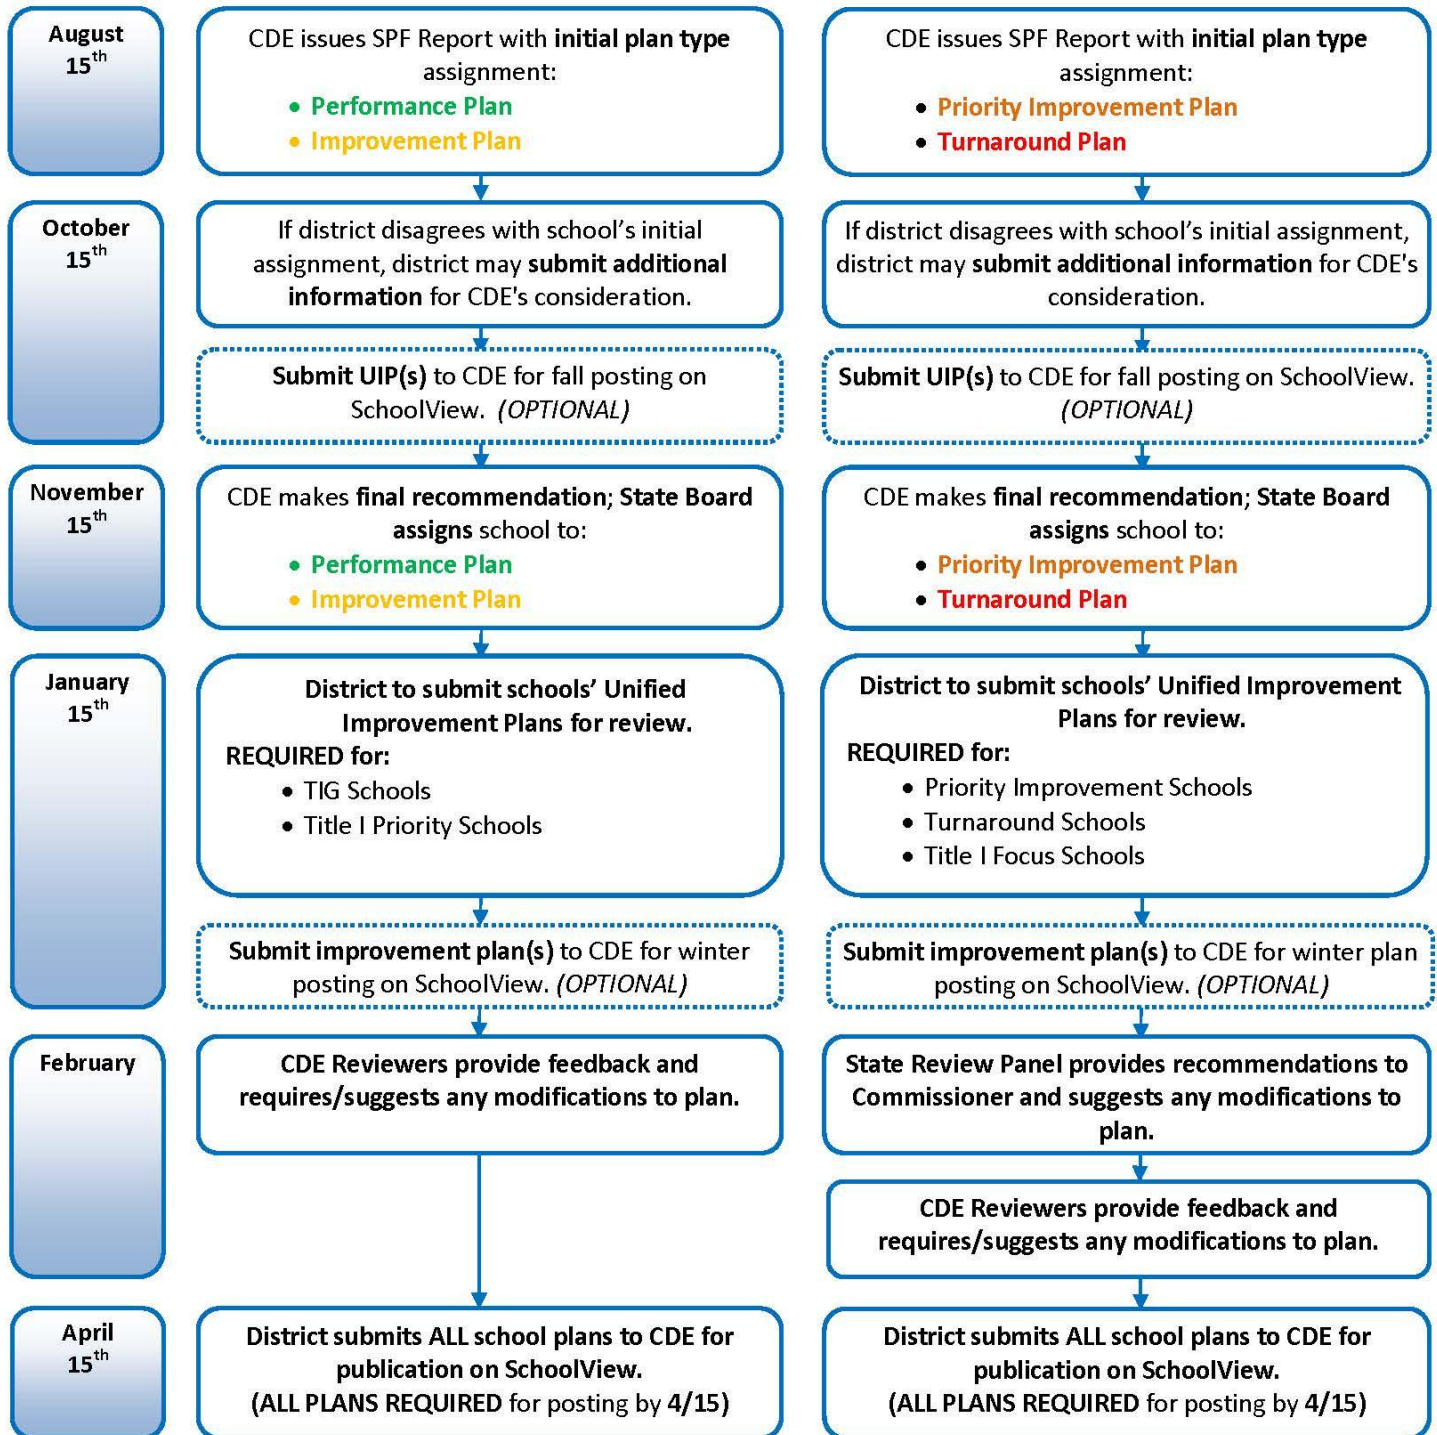 August
15th
CDE issues SPF Report with initial plan type
assignment:
• Performance Plan
• Improvement Plan
CDE issues SPF Report with initial plan type
assignment:
• Priority Improvement Plan
• Turnaround Plan
October
15th
If district disagrees with school’s initial
assignment, district may submit additional
information for CDE's consideration.
If district disagrees with school’s initial assignment,
district may submit additional information for CDE's
consideration.
Submit UIP(s) to CDE for fall posting on
SchoolView. (OPTIONAL)
Submit UIP(s) to CDE for fall posting on SchoolView.
(OPTIONAL)
November
15th
CDE makes final recommendation; State Board
assigns school to:
• Performance Plan
• Improvement Plan
CDE makes final recommendation; State Board
assigns school to:
• Priority Improvement Plan
• Turnaround Plan
January
15th
District to submit schools’ Unified
Improvement Plans for review.
REQUIRED for:
• TIG Schools
• Title I Priority Schools
District to submit schools’ Unified Improvement
Plans for review.
REQUIRED for:
• Priority Improvement Schools
• Turnaround Schools
• Title I Focus Schools
Submit improvement plan(s) to CDE for winter
posting on SchoolView. (OPTIONAL)
Submit improvement plan(s) to CDE for winter plan
posting on SchoolView. (OPTIONAL)
February
CDE Reviewers provide feedback and
requires/suggests any modifications to plan.
State Review Panel provides recommendations to
Commissioner and suggests any modifications to
plan.
CDE Reviewers provide feedback and
requires/suggests any modifications to plan.
April
15th
District submits ALL school plans to CDE for
publication on SchoolView.
(ALL PLANS REQUIRED for posting by 4/15)
District submits ALL school plans to CDE for
publication on SchoolView.
(ALL PLANS REQUIRED for posting by 4/15)